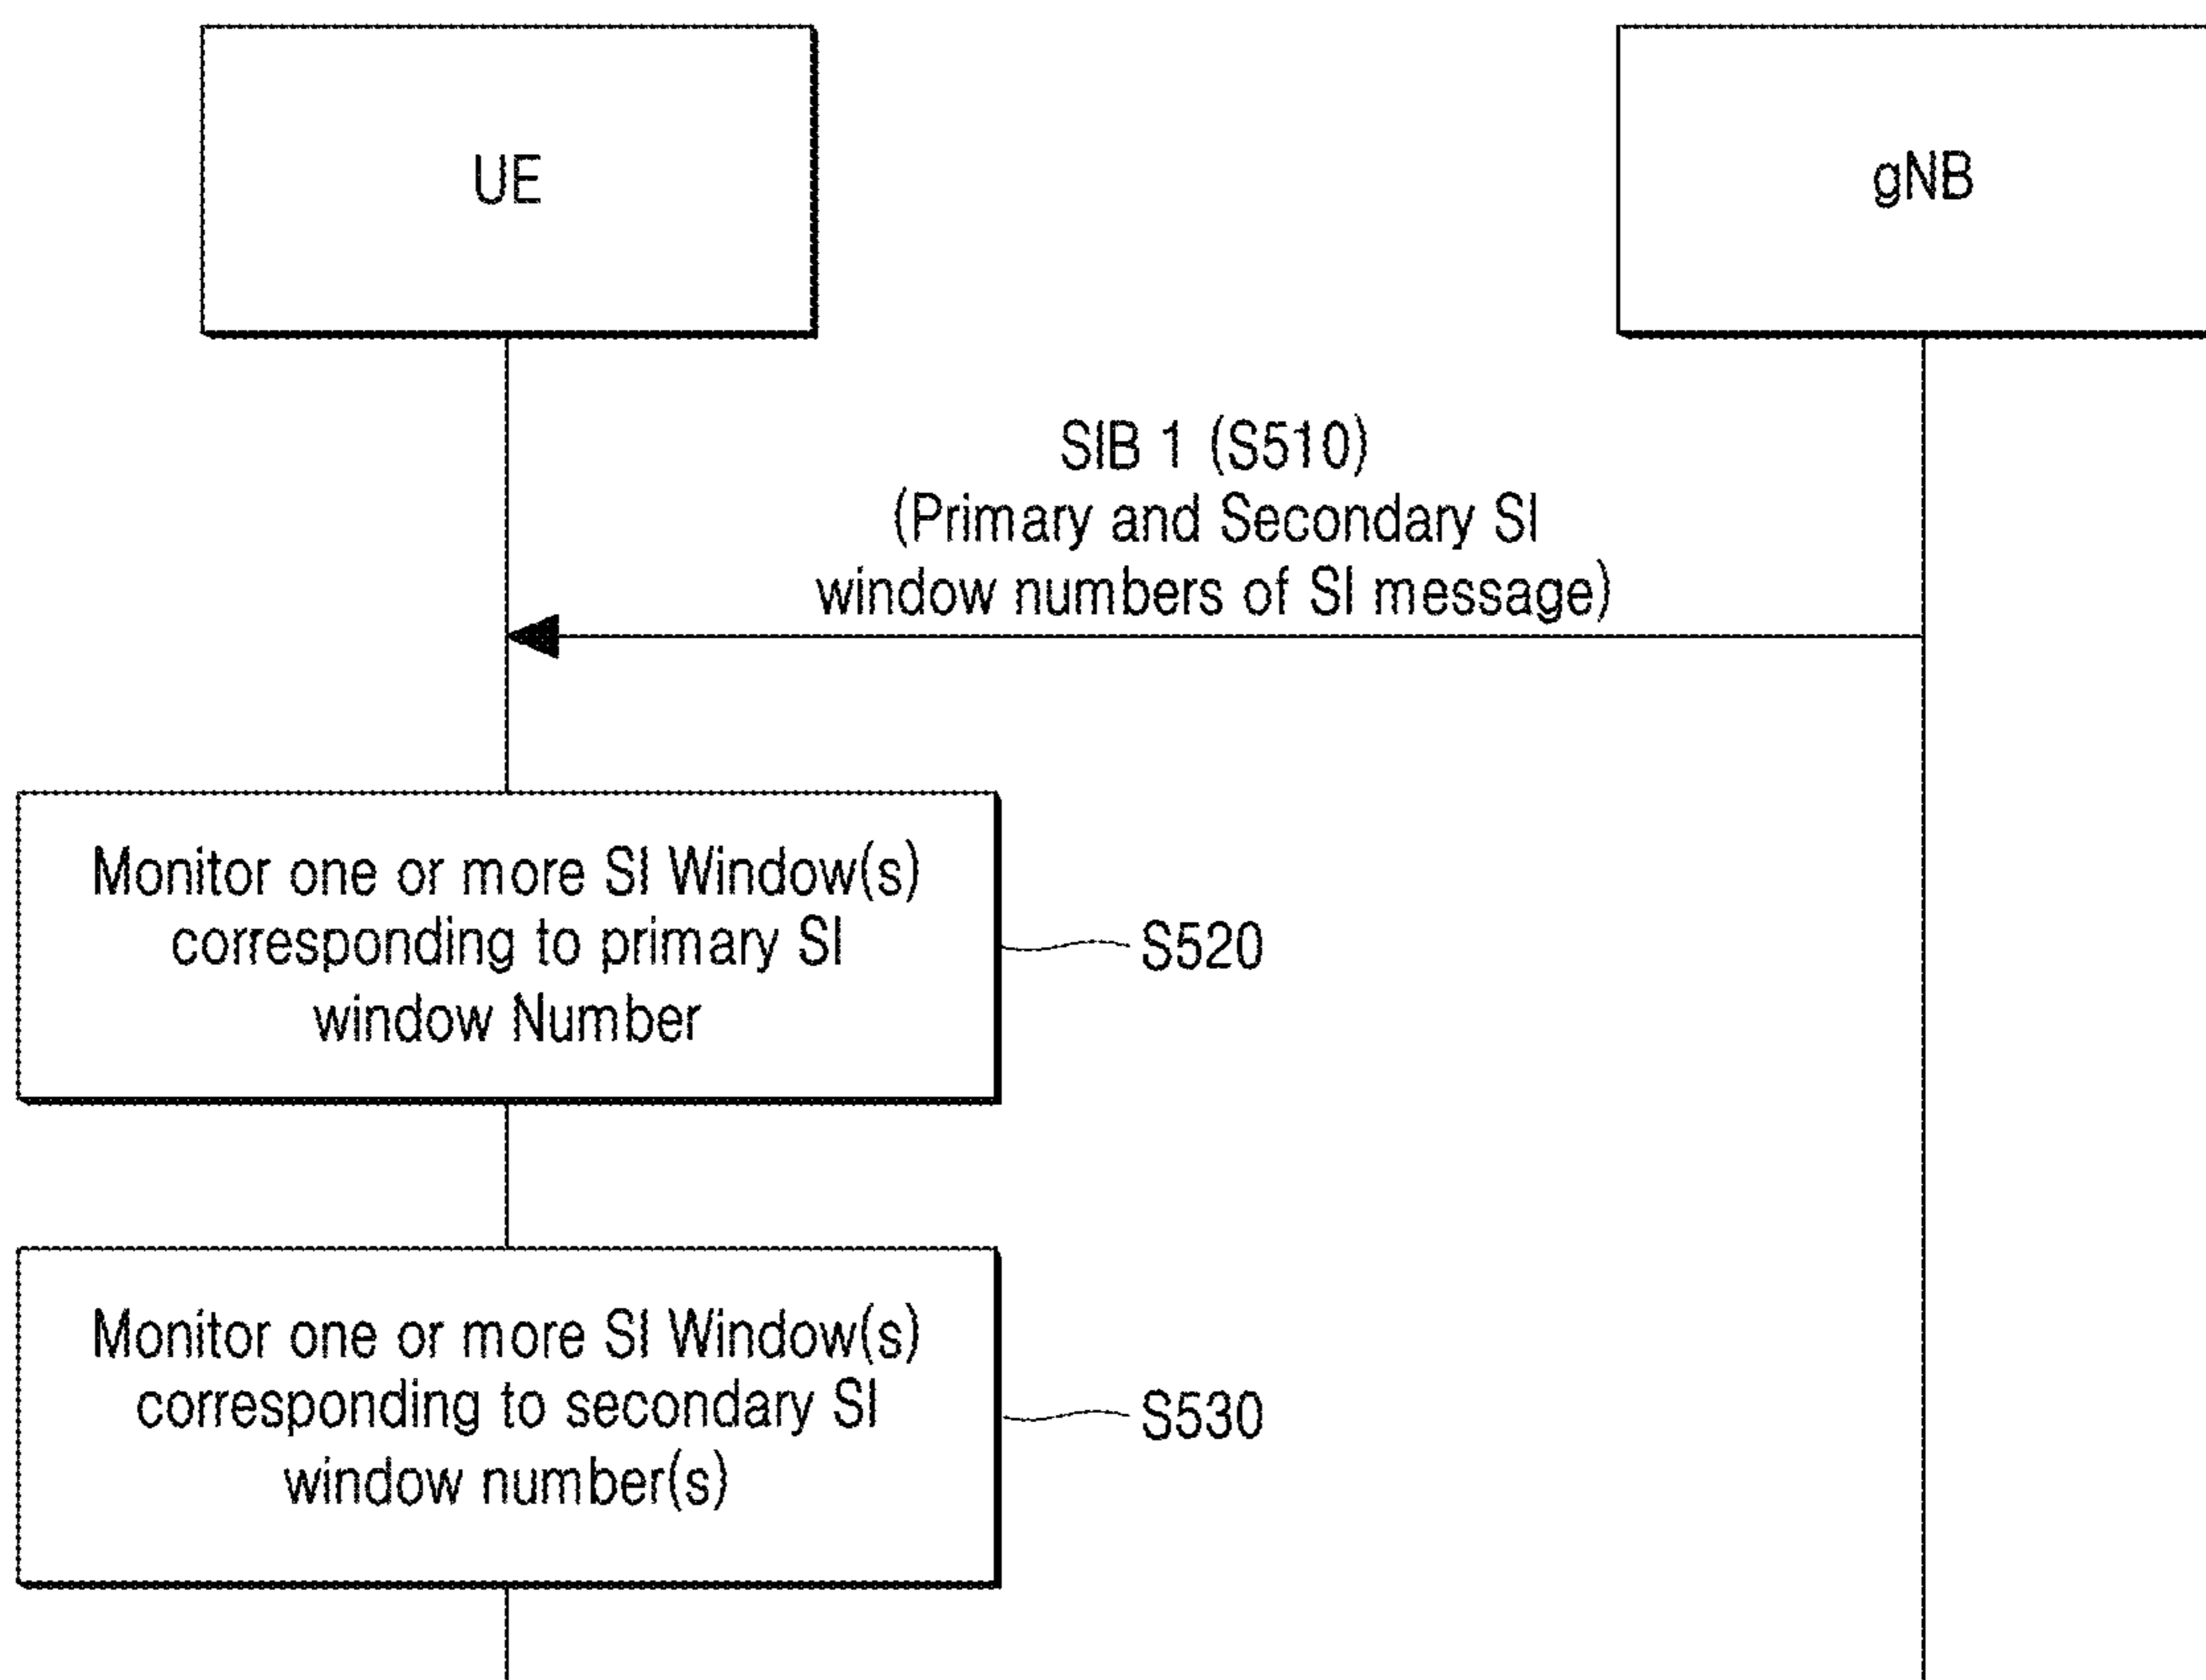 UE
gNB
SIB 1 (S510)
(Primary and Secondary SI
window numbers of SI message)
Monitor one or more SI Window(s)
corresponding to primary SI
window Number
S520
Monitor one or more SI Window(s)
corresponding to secondary SI
window number(s)
S530